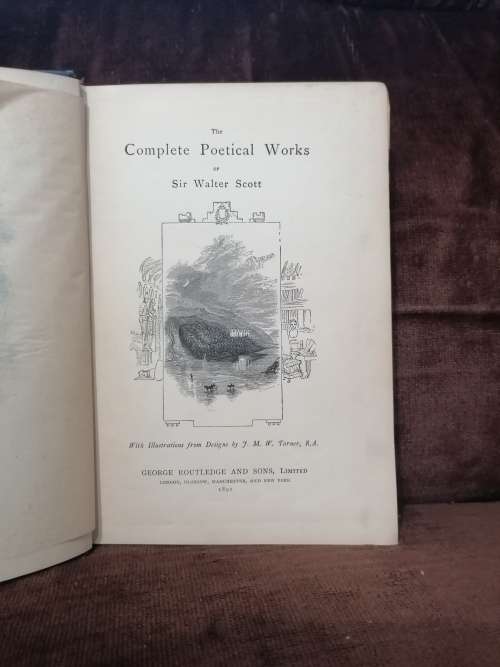 The
Complete Poetical Works
OF
Sir Walter Scott
With Illustrations from Designs by J. M. W. Turner, R.A.
GEORGE ROUTLEDGE AND SONS, LIMITED
LONDON, GLASGOW, MANCHESTER, AND NEW YORK